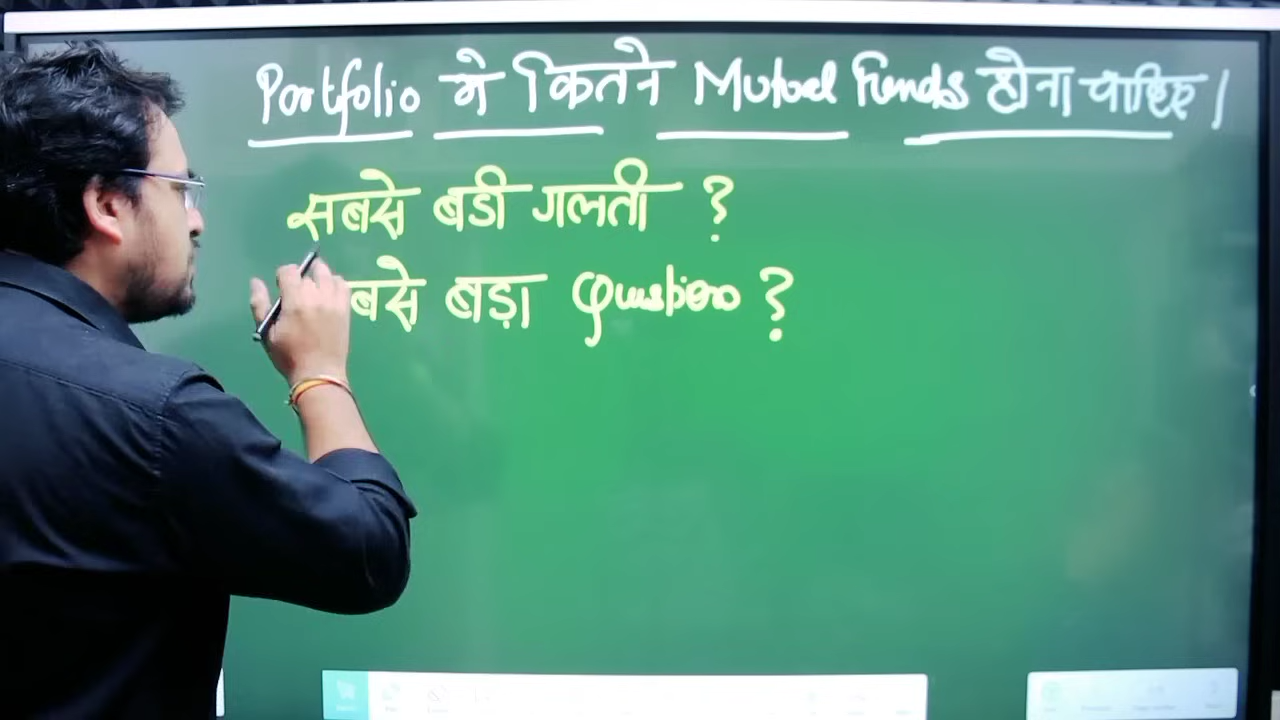 Portfolio मे कितने Mutual Funds होना चाहिए।
सबसे बडी गलती ?
सबसे बड़ा Question ?